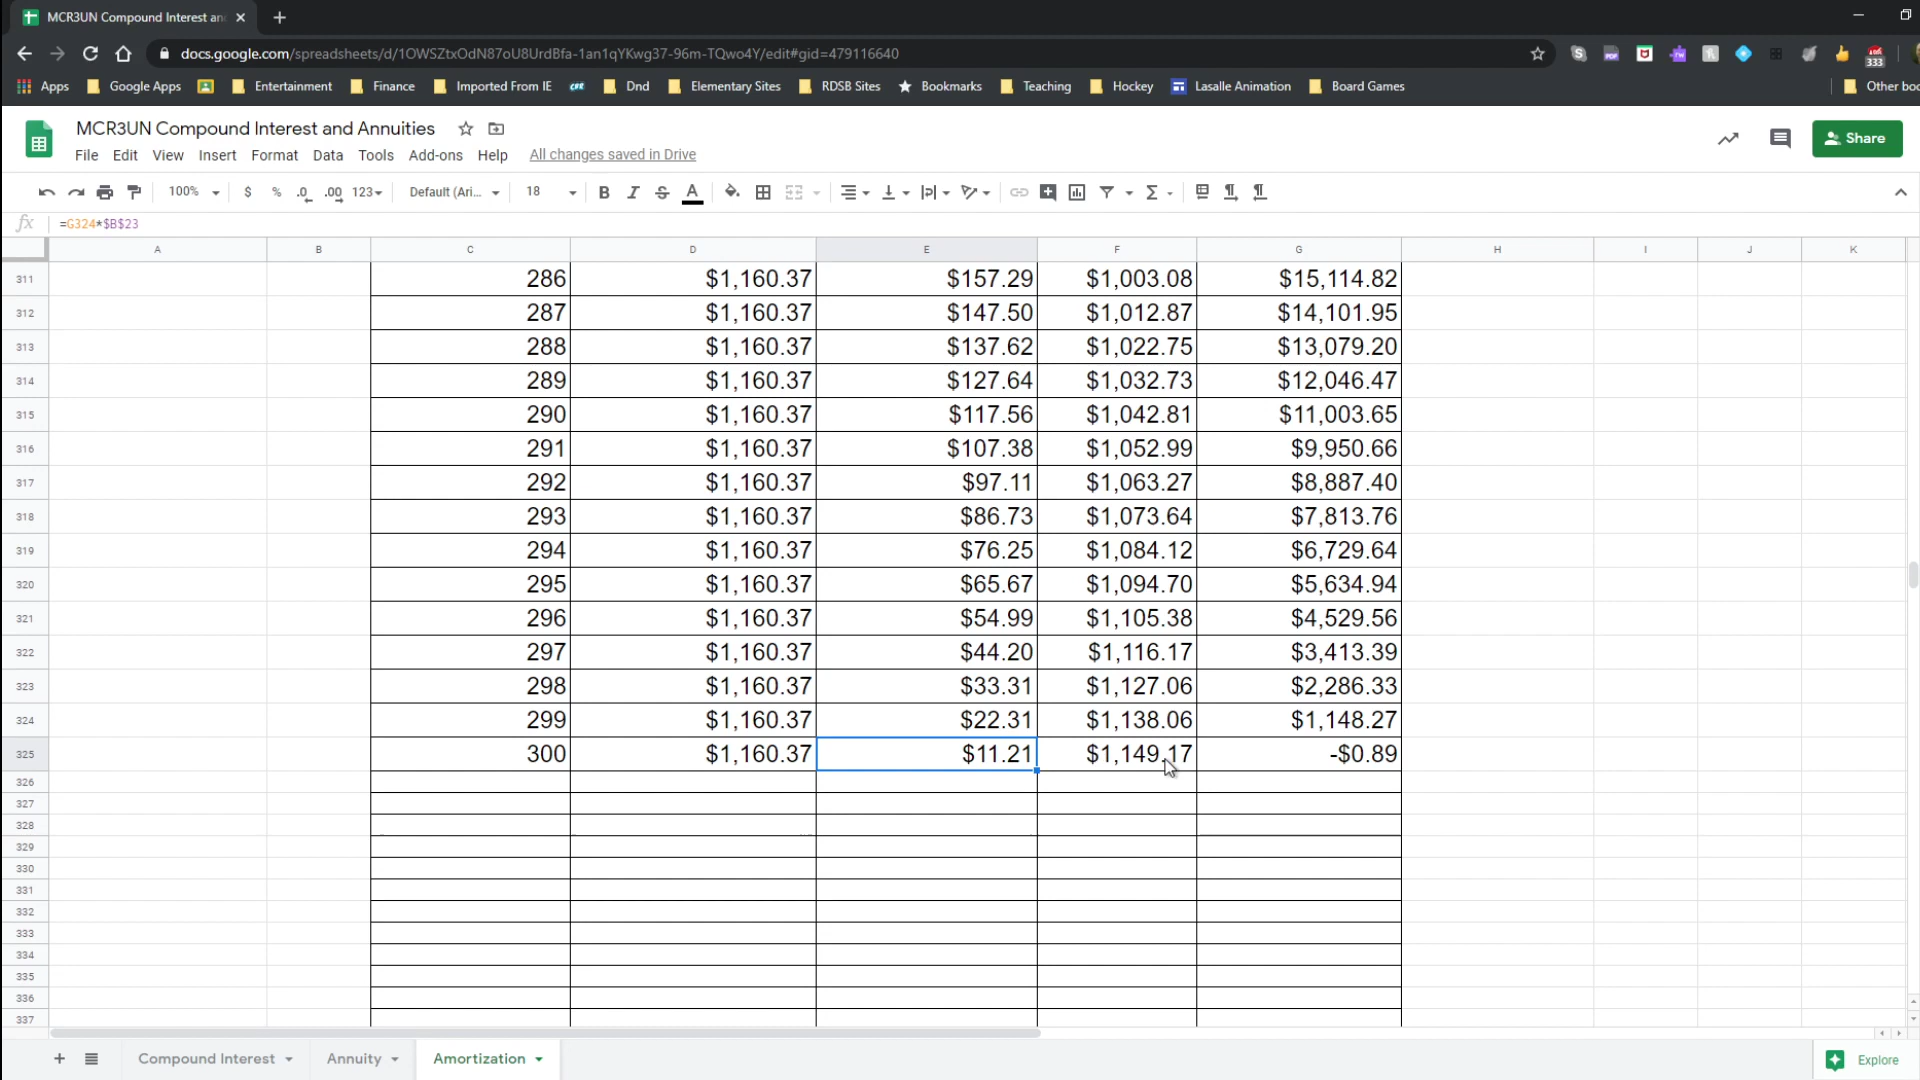 MCR3UN Compound Interest an
docs.google.com/spreadsheets/d/1OWSZtxOdN87oU8UrdBfa-1an1qYKwg37-96m-TQwo4Y/edit#gid=479116640
333
Apps Google Apps Entertainment Finance Imported From IE Dnd Elementary Sites RDSB Sites Bookmarks Teaching Hockey Lasalle Animation Board Games Other boo
MCR3UN Compound Interest and Annuities
Share
File Edit View Insert Format Data Tools Add-ons Help All changes saved in Drive
100% $ % .0 .00 123 Default (Ari... 18 B I S A
fx =G324*$B$23
A B C D E F G H I J K
311 286 $1,160.37 $157.29 $1,003.08 $15,114.82
312 287 $1,160.37 $147.50 $1,012.87 $14,101.95
313 288 $1,160.37 $137.62 $1,022.75 $13,079.20
314 289 $1,160.37 $127.64 $1,032.73 $12,046.47
315 290 $1,160.37 $117.56 $1,042.81 $11,003.65
316 291 $1,160.37 $107.38 $1,052.99 $9,950.66
317 292 $1,160.37 $97.11 $1,063.27 $8,887.40
318 293 $1,160.37 $86.73 $1,073.64 $7,813.76
319 294 $1,160.37 $76.25 $1,084.12 $6,729.64
320 295 $1,160.37 $65.67 $1,094.70 $5,634.94
321 296 $1,160.37 $54.99 $1,105.38 $4,529.56
322 297 $1,160.37 $44.20 $1,116.17 $3,413.39
323 298 $1,160.37 $33.31 $1,127.06 $2,286.33
324 299 $1,160.37 $22.31 $1,138.06 $1,148.27
325 300 $1,160.37 $11.21 $1,149.17 -$0.89
326
327
328
329
330
331
332
333
334
335
336
337
Compound Interest Annuity Amortization Explore